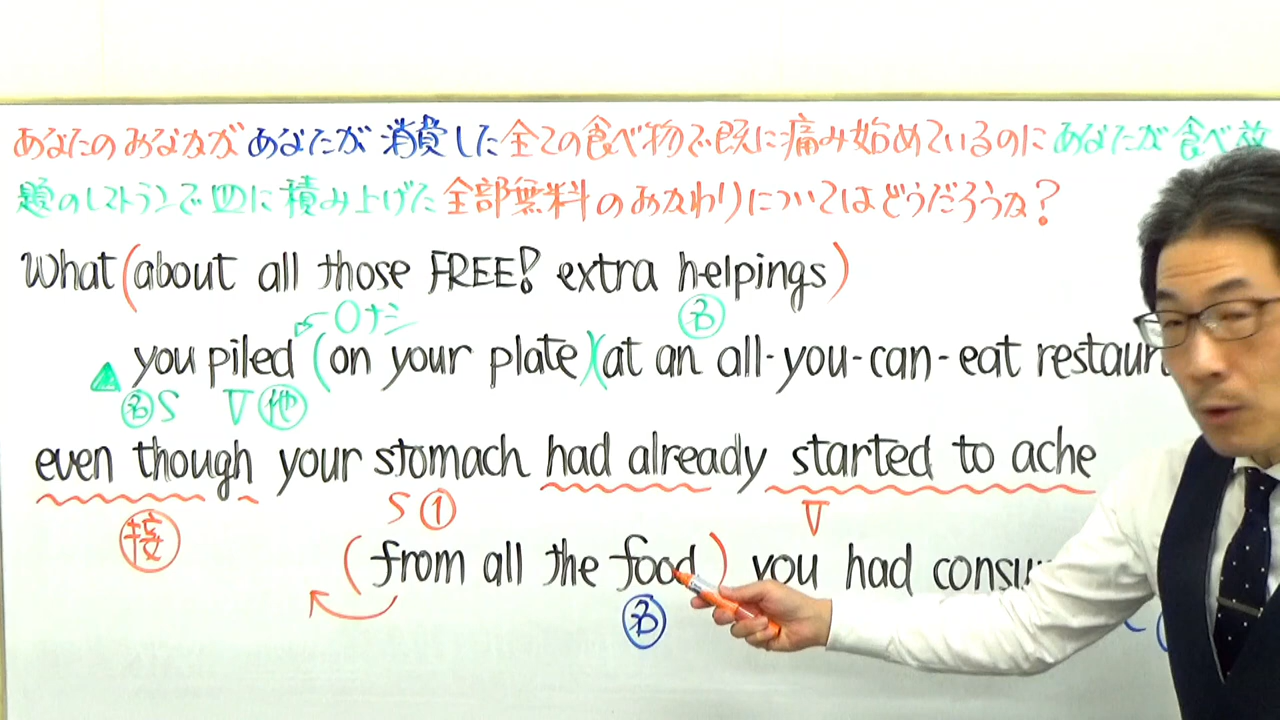 あなたのおなかが あなたが 消費した 全ての食べ物で既に痛み始めているのに あなたが食べ放
題のレストランで皿に積み上げた 全部無料のおかわりについてはどうだろうな?
What (about all those FREE! extra helpings)
Oナシ 名
you piled (on your plate)(at an all-you-can-eat
名 S V 他
even though your stomach had already started to ache
接 S ① V
(from all the food) you had
名